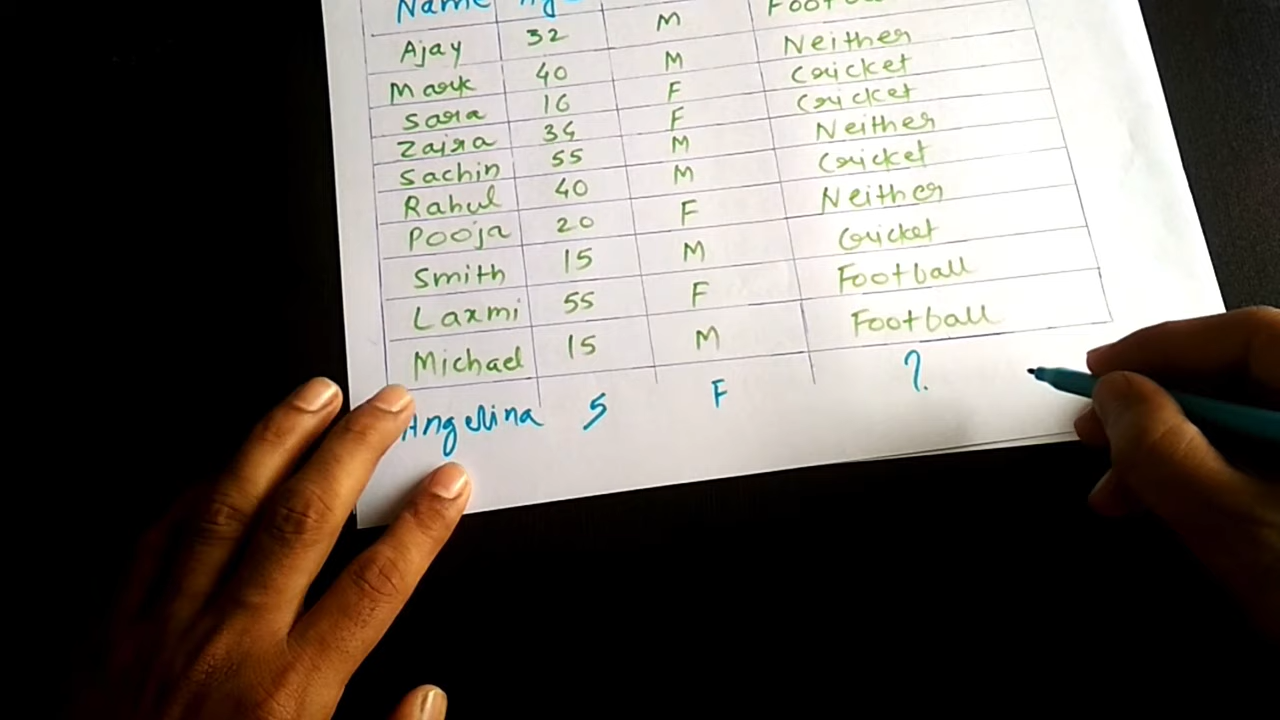 Name
Ajay 32 M Football
Mark 40 M Neither
Sara 16 F Cricket
Zaira 34 F Cricket
Sachin 55 M Neither
Rahul 40 M Cricket
Pooja 20 F Neither
Smith 15 M Cricket
Laxmi 55 F Football
Michael 15 M Football
Angelina 5 F ?